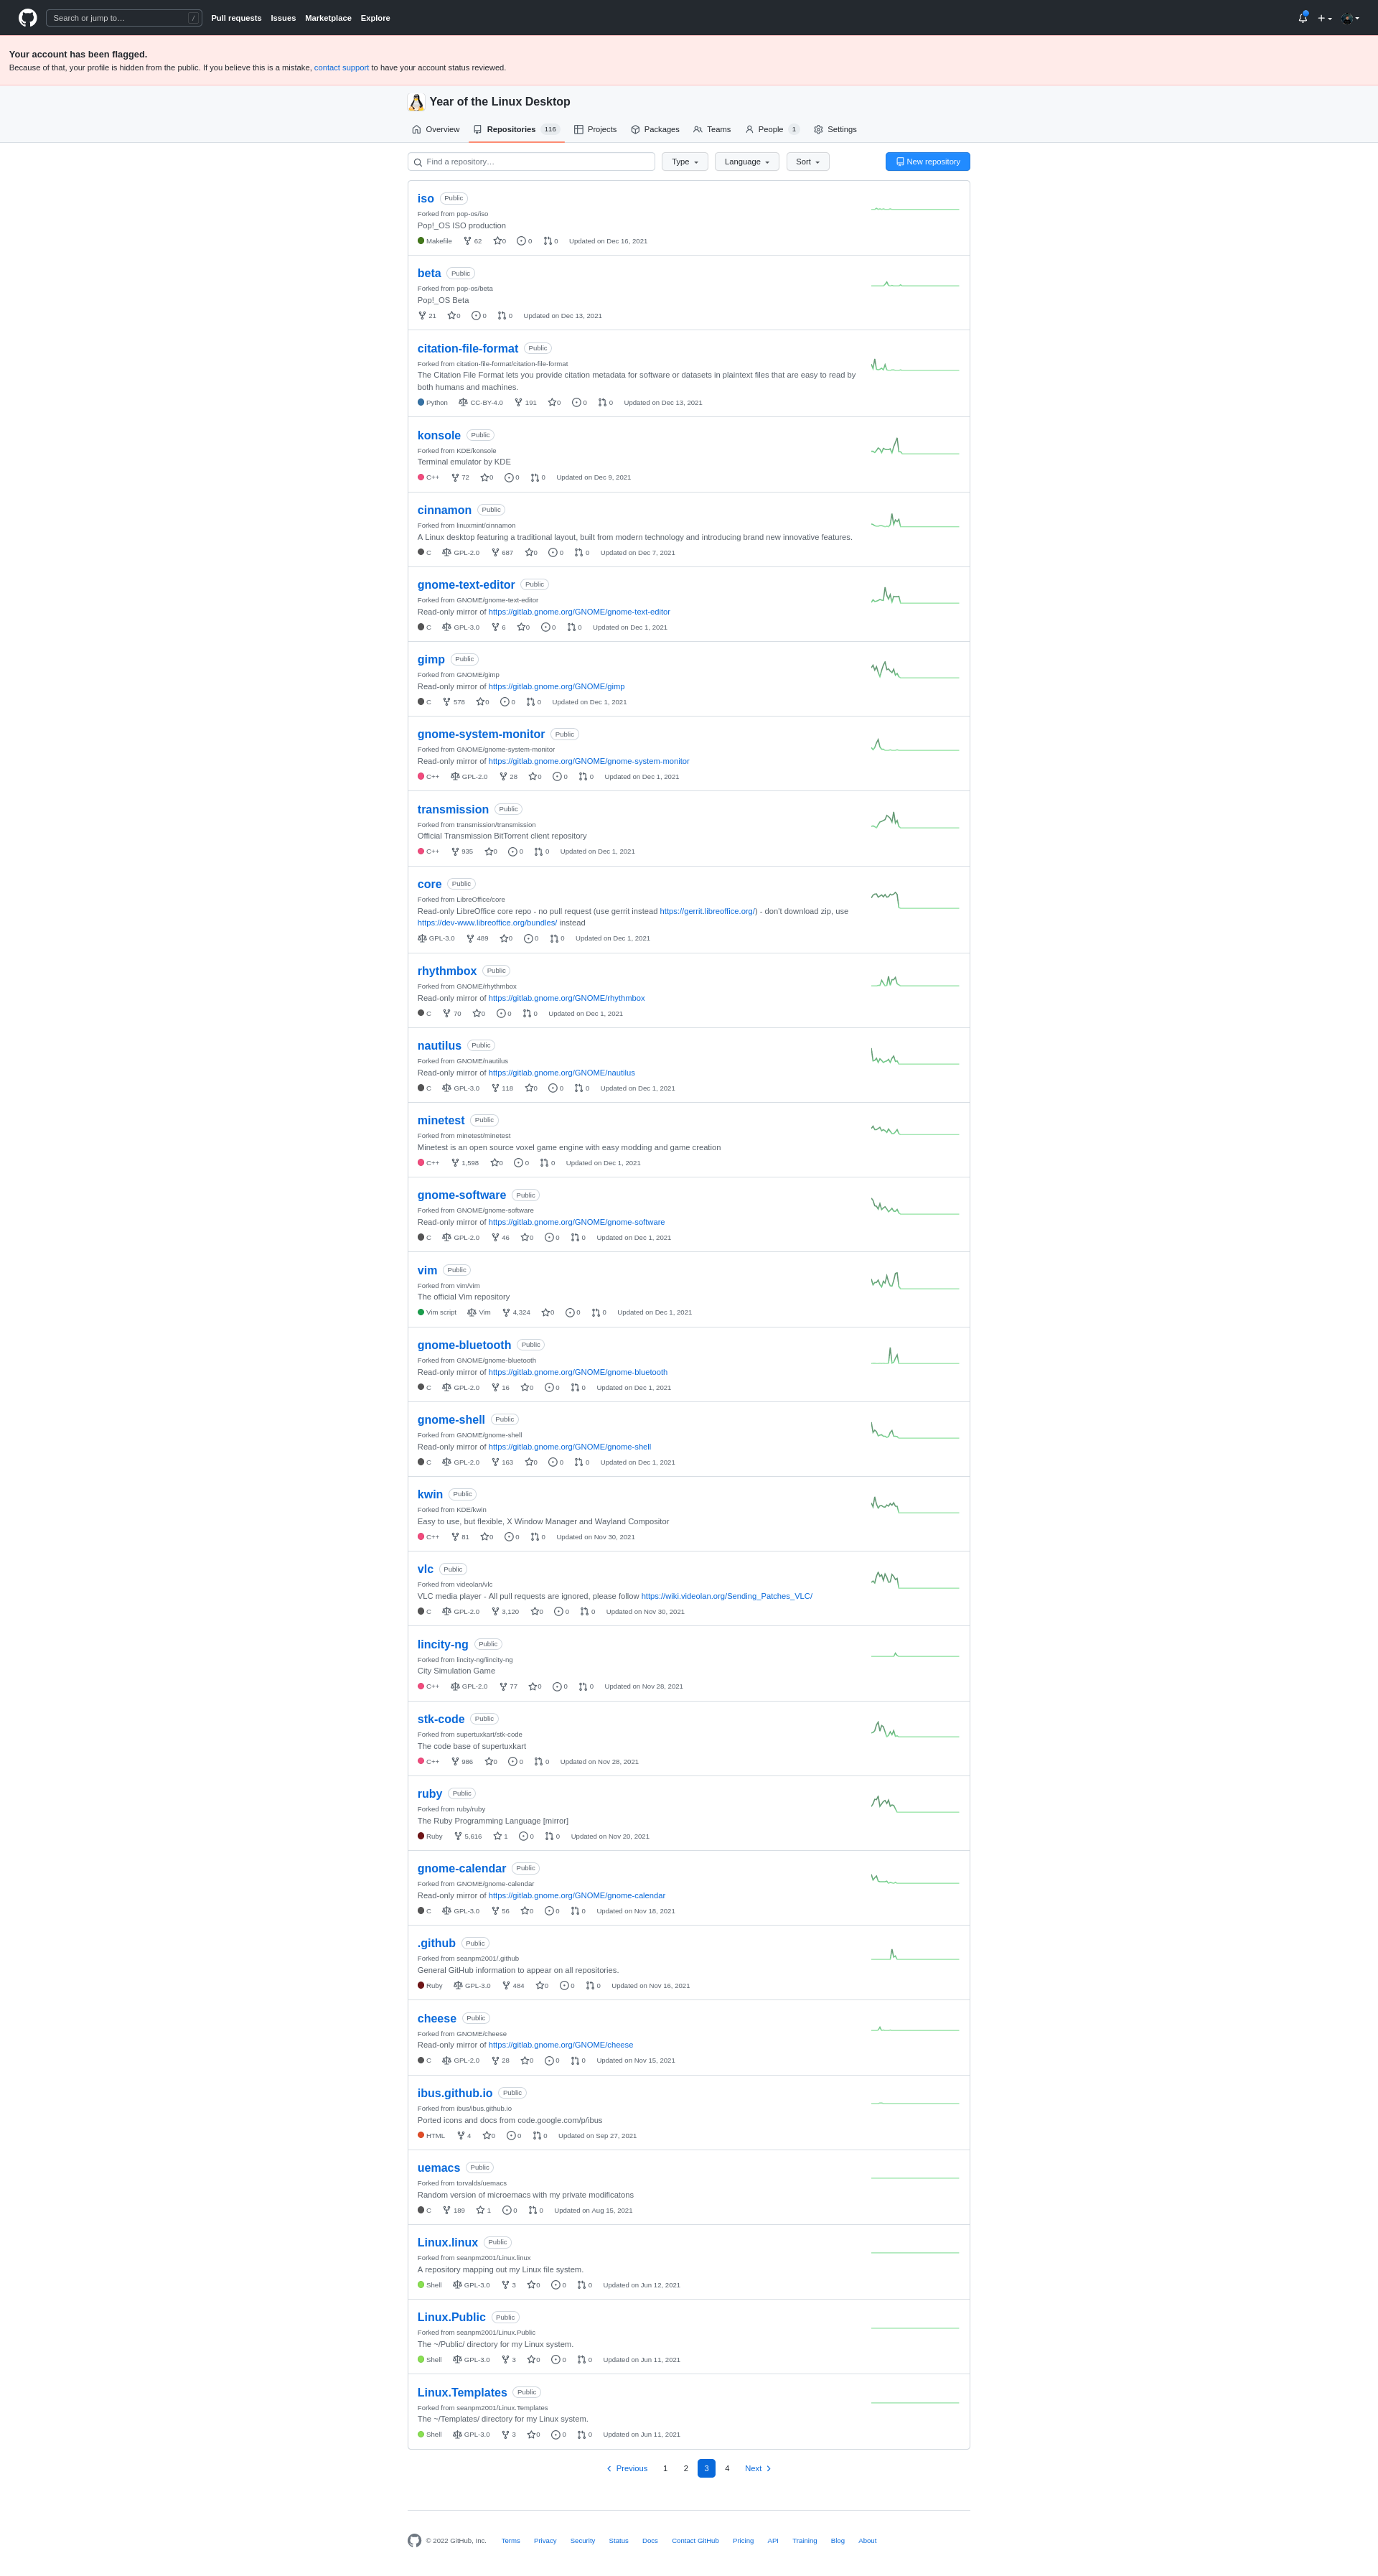 Search or jump to… /
Pull requests Issues Marketplace Explore
Your account has been flagged.
Because of that, your profile is hidden from the public. If you believe this is a mistake, contact support to have your account status reviewed.
Year of the Linux Desktop
Overview Repositories 116 Projects Packages Teams People 1 Settings
Find a repository… Type Language Sort New repository
iso Public
Forked from pop-os/iso
Pop!_OS ISO production
Makefile 62 0 0 0 Updated on Dec 16, 2021
beta Public
Forked from pop-os/beta
Pop!_OS Beta
21 0 0 0 Updated on Dec 13, 2021
citation-file-format Public
Forked from citation-file-format/citation-file-format
The Citation File Format lets you provide citation metadata for software or datasets in plaintext files that are easy to read by
both humans and machines.
Python CC-BY-4.0 191 0 0 0 Updated on Dec 13, 2021
konsole Public
Forked from KDE/konsole
Terminal emulator by KDE
C++ 72 0 0 0 Updated on Dec 9, 2021
cinnamon Public
Forked from linuxmint/cinnamon
A Linux desktop featuring a traditional layout, built from modern technology and introducing brand new innovative features.
C GPL-2.0 687 0 0 0 Updated on Dec 7, 2021
gnome-text-editor Public
Forked from GNOME/gnome-text-editor
Read-only mirror of https://gitlab.gnome.org/GNOME/gnome-text-editor
C GPL-3.0 6 0 0 0 Updated on Dec 1, 2021
gimp Public
Forked from GNOME/gimp
Read-only mirror of https://gitlab.gnome.org/GNOME/gimp
C 578 0 0 0 Updated on Dec 1, 2021
gnome-system-monitor Public
Forked from GNOME/gnome-system-monitor
Read-only mirror of https://gitlab.gnome.org/GNOME/gnome-system-monitor
C++ GPL-2.0 28 0 0 0 Updated on Dec 1, 2021
transmission Public
Forked from transmission/transmission
Official Transmission BitTorrent client repository
C++ 935 0 0 0 Updated on Dec 1, 2021
core Public
Forked from LibreOffice/core
Read-only LibreOffice core repo - no pull request (use gerrit instead https://gerrit.libreoffice.org/) - don't download zip, use
https://dev-www.libreoffice.org/bundles/ instead
GPL-3.0 489 0 0 0 Updated on Dec 1, 2021
rhythmbox Public
Forked from GNOME/rhythmbox
Read-only mirror of https://gitlab.gnome.org/GNOME/rhythmbox
C 70 0 0 0 Updated on Dec 1, 2021
nautilus Public
Forked from GNOME/nautilus
Read-only mirror of https://gitlab.gnome.org/GNOME/nautilus
C GPL-3.0 118 0 0 0 Updated on Dec 1, 2021
minetest Public
Forked from minetest/minetest
Minetest is an open source voxel game engine with easy modding and game creation
C++ 1,598 0 0 0 Updated on Dec 1, 2021
gnome-software Public
Forked from GNOME/gnome-software
Read-only mirror of https://gitlab.gnome.org/GNOME/gnome-software
C GPL-2.0 46 0 0 0 Updated on Dec 1, 2021
vim Public
Forked from vim/vim
The official Vim repository
Vim script Vim 4,324 0 0 0 Updated on Dec 1, 2021
gnome-bluetooth Public
Forked from GNOME/gnome-bluetooth
Read-only mirror of https://gitlab.gnome.org/GNOME/gnome-bluetooth
C GPL-2.0 16 0 0 0 Updated on Dec 1, 2021
gnome-shell Public
Forked from GNOME/gnome-shell
Read-only mirror of https://gitlab.gnome.org/GNOME/gnome-shell
C GPL-2.0 163 0 0 0 Updated on Dec 1, 2021
kwin Public
Forked from KDE/kwin
Easy to use, but flexible, X Window Manager and Wayland Compositor
C++ 81 0 0 0 Updated on Nov 30, 2021
vlc Public
Forked from videolan/vlc
VLC media player - All pull requests are ignored, please follow https://wiki.videolan.org/Sending_Patches_VLC/
C GPL-2.0 3,120 0 0 0 Updated on Nov 30, 2021
lincity-ng Public
Forked from lincity-ng/lincity-ng
City Simulation Game
C++ GPL-2.0 77 0 0 0 Updated on Nov 28, 2021
stk-code Public
Forked from supertuxkart/stk-code
The code base of supertuxkart
C++ 986 0 0 0 Updated on Nov 28, 2021
ruby Public
Forked from ruby/ruby
The Ruby Programming Language [mirror]
Ruby 5,616 1 0 0 Updated on Nov 20, 2021
gnome-calendar Public
Forked from GNOME/gnome-calendar
Read-only mirror of https://gitlab.gnome.org/GNOME/gnome-calendar
C GPL-3.0 56 0 0 0 Updated on Nov 18, 2021
.github Public
Forked from seanpm2001/.github
General GitHub information to appear on all repositories.
Ruby GPL-3.0 484 0 0 0 Updated on Nov 16, 2021
cheese Public
Forked from GNOME/cheese
Read-only mirror of https://gitlab.gnome.org/GNOME/cheese
C GPL-2.0 28 0 0 0 Updated on Nov 15, 2021
ibus.github.io Public
Forked from ibus/ibus.github.io
Ported icons and docs from code.google.com/p/ibus
HTML 4 0 0 0 Updated on Sep 27, 2021
uemacs Public
Forked from torvalds/uemacs
Random version of microemacs with my private modificatons
C 189 1 0 0 Updated on Aug 15, 2021
Linux.linux Public
Forked from seanpm2001/Linux.linux
A repository mapping out my Linux file system.
Shell GPL-3.0 3 0 0 0 Updated on Jun 12, 2021
Linux.Public Public
Forked from seanpm2001/Linux.Public
The ~/Public/ directory for my Linux system.
Shell GPL-3.0 3 0 0 0 Updated on Jun 11, 2021
Linux.Templates Public
Forked from seanpm2001/Linux.Templates
The ~/Templates/ directory for my Linux system.
Shell GPL-3.0 3 0 0 0 Updated on Jun 11, 2021
Previous 1 2 3 4 Next
© 2022 GitHub, Inc. Terms Privacy Security Status Docs Contact GitHub Pricing API Training Blog About